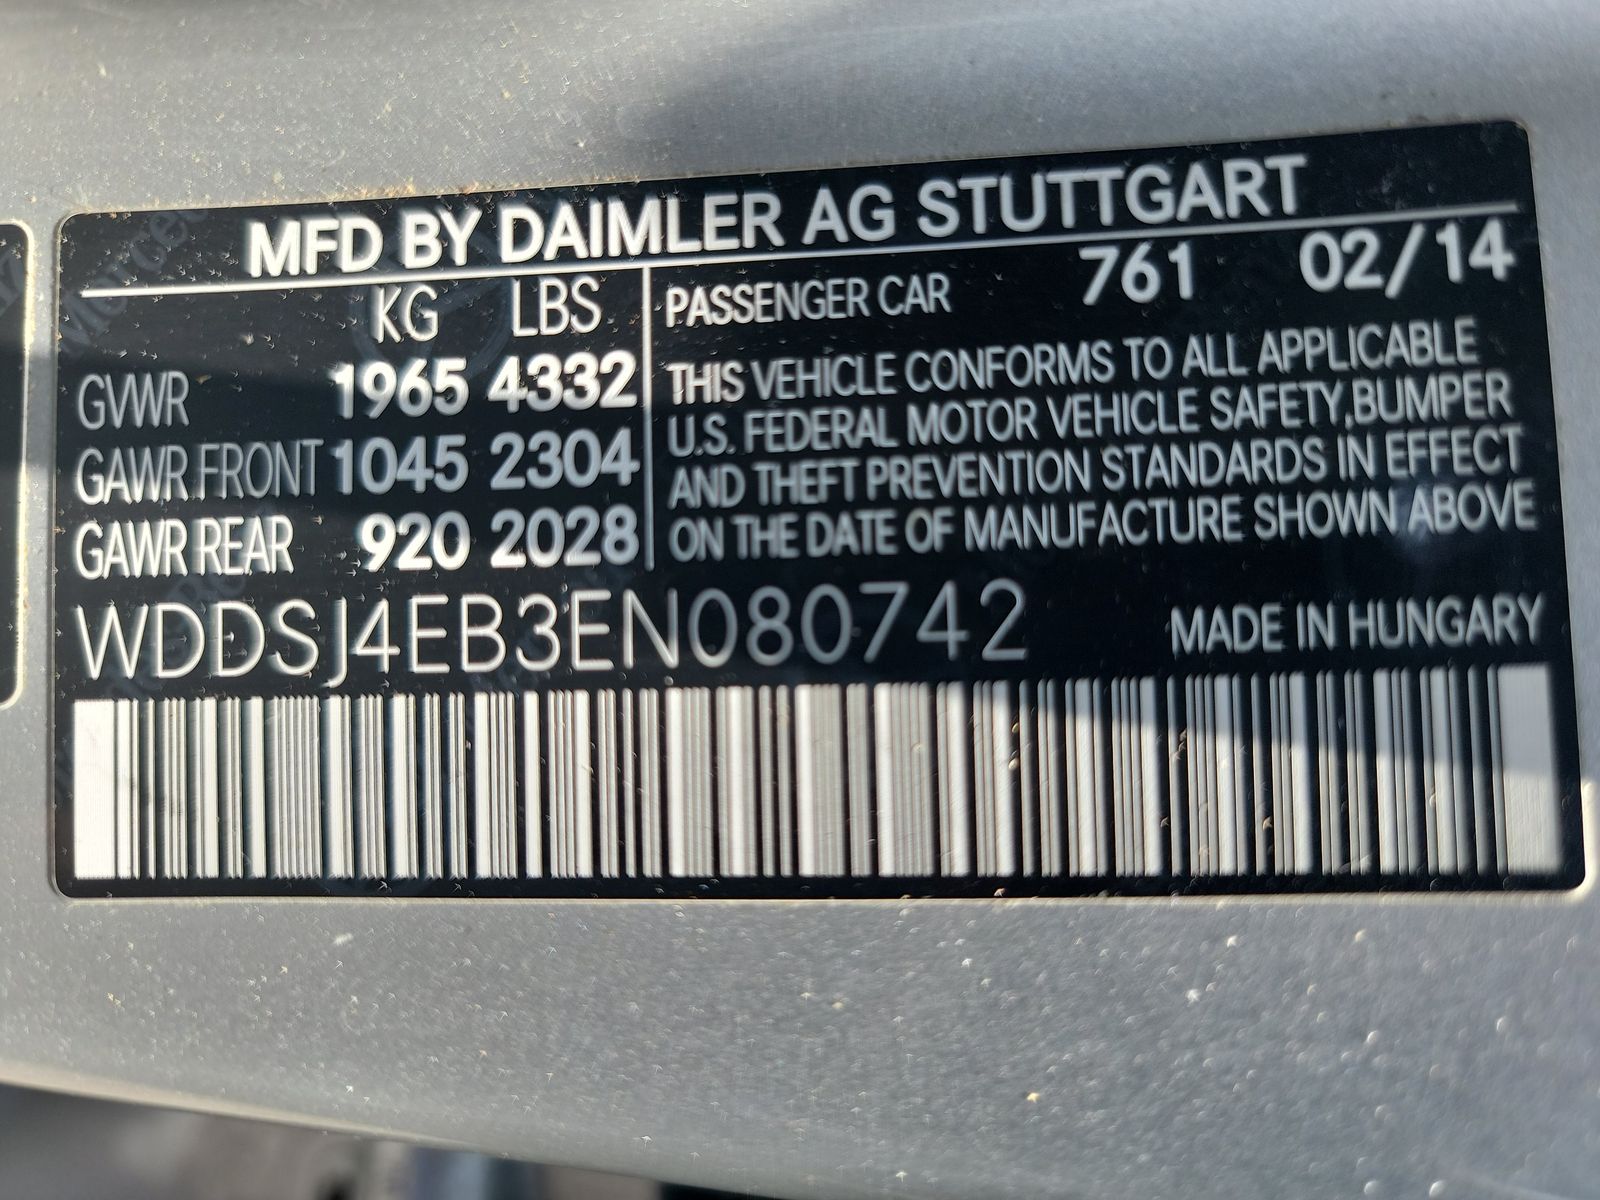 MFD BY DAIMLER AG STUTTGART
KG LBS
GVWR 1965 4332
GAWR FRONT 1045 2304
GAWR REAR 920 2028
PASSENGER CAR 761 02/14
THIS VEHICLE CONFORMS TO ALL APPLICABLE
U.S. FEDERAL MOTOR VEHICLE SAFETY,BUMPER
AND THEFT PREVENTION STANDARDS IN EFFECT
ON THE DATE OF MANUFACTURE SHOWN ABOVE
WDDSJ4EB3EN080742
MADE IN HUNGARY